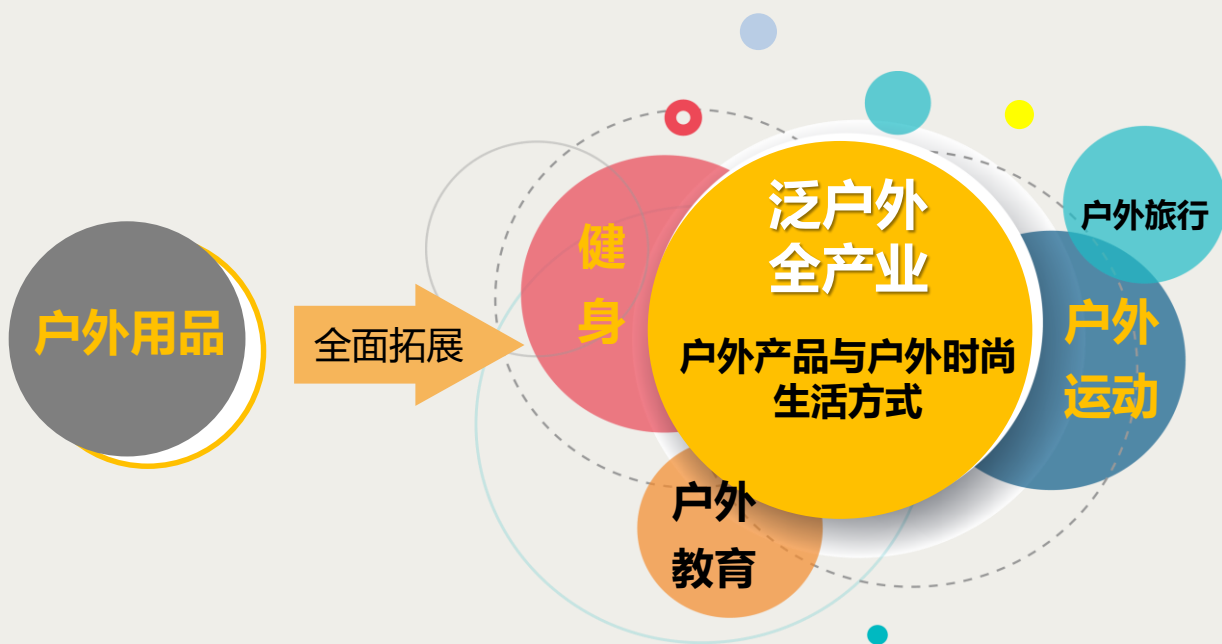 户外用品
全面拓展
健
身
泛户外
全产业
户外产品与户外时尚
生活方式
户外旅行
户外
运动
户外
教育